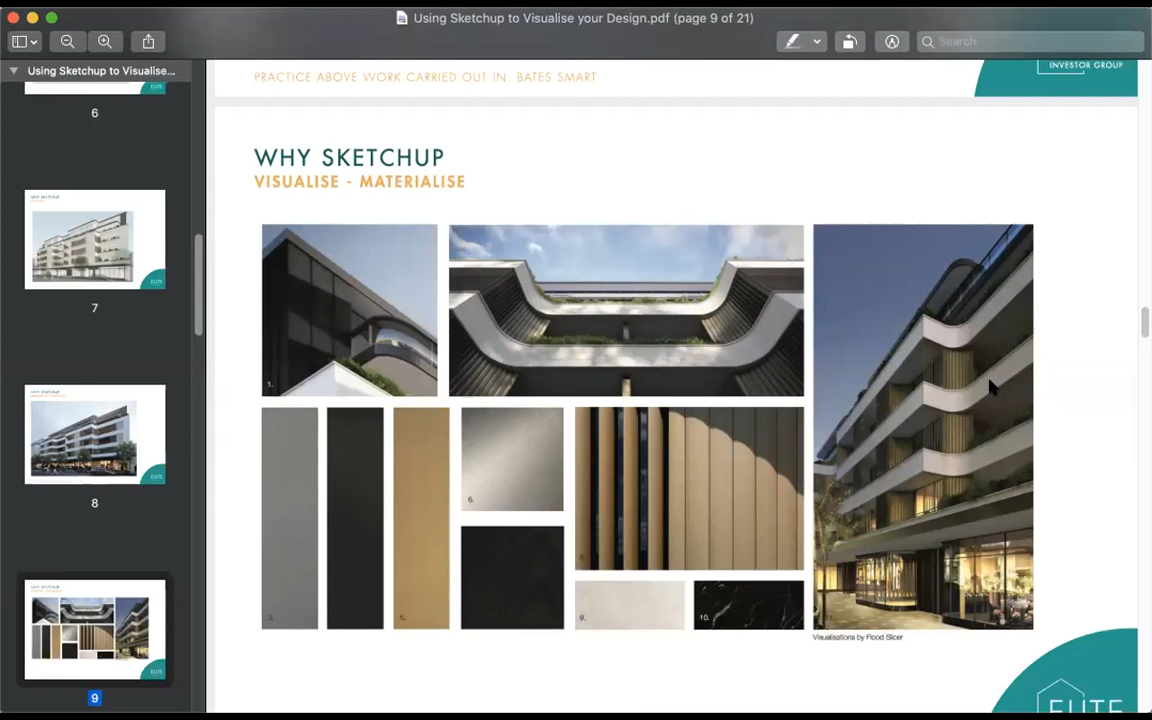 Using Sketchup to Visualise your Design.pdf (page 9 of 21)
Search
Using Sketchup to Visualise...
6
7
8
9
PRACTICE ABOVE WORK CARRIED OUT IN: BATES SMART
INVESTOR GROUP
WHY SKETCHUP
VISUALISE - MATERIALISE
1.
6.
9.
10.
Visualisations by Flood Slicer
ELITE